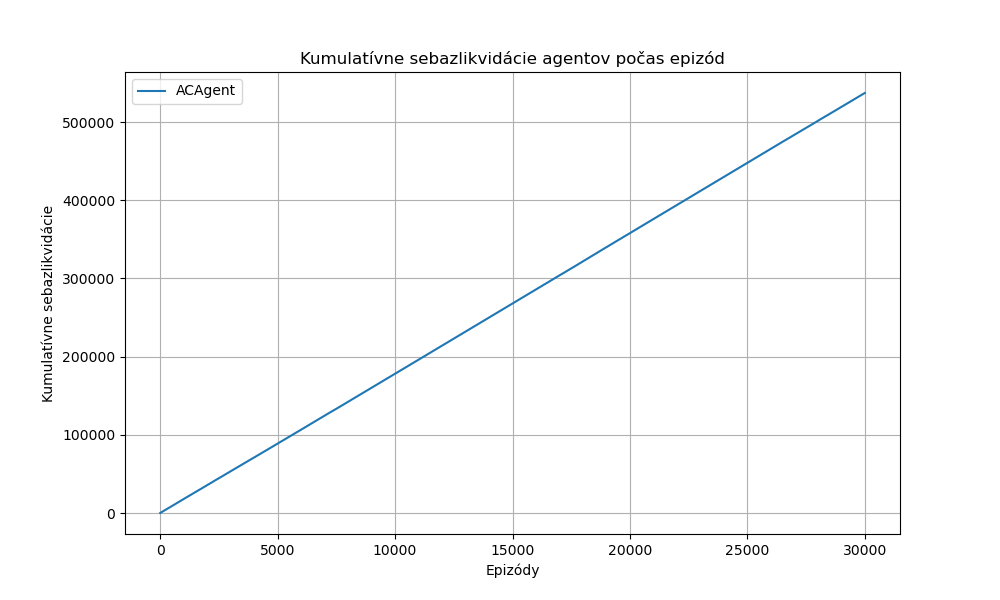 Kumulatívne sebazlikvidácie agentov počas epizód
ACAgent
Kumulatívne sebazlikvidácie
500000
400000
300000
200000
100000
0
0 5000 10000 15000 20000 25000 30000
Epizódy